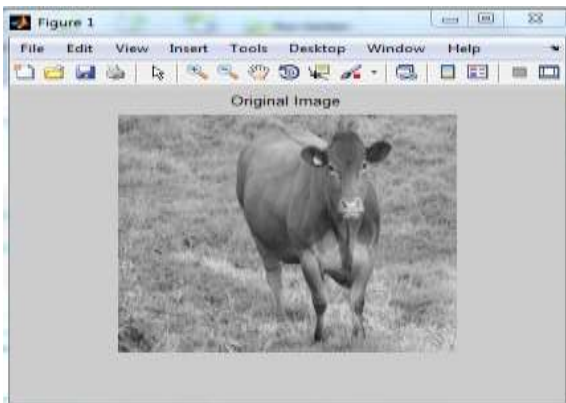 Figure 1
File Edit View Insert Tools Desktop Window Help
Original Image